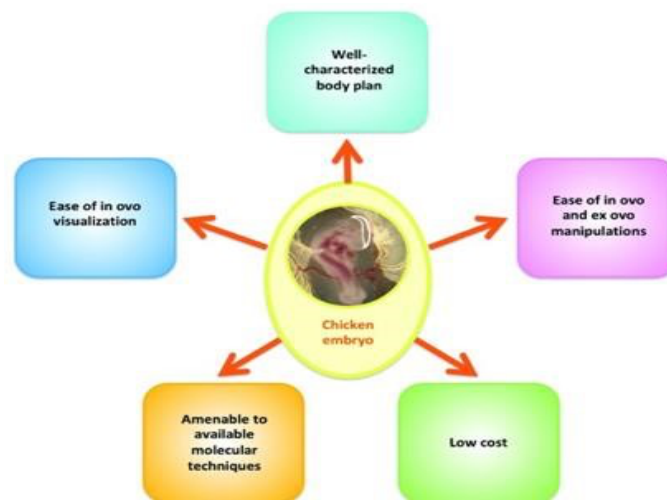 Well-
characterized
body plan
Ease of in ovo
visualization
Ease of in ovo
and ex ovo
manipulations
Chicken
embryo
Amenable to
available
molecular
techniques
Low cost